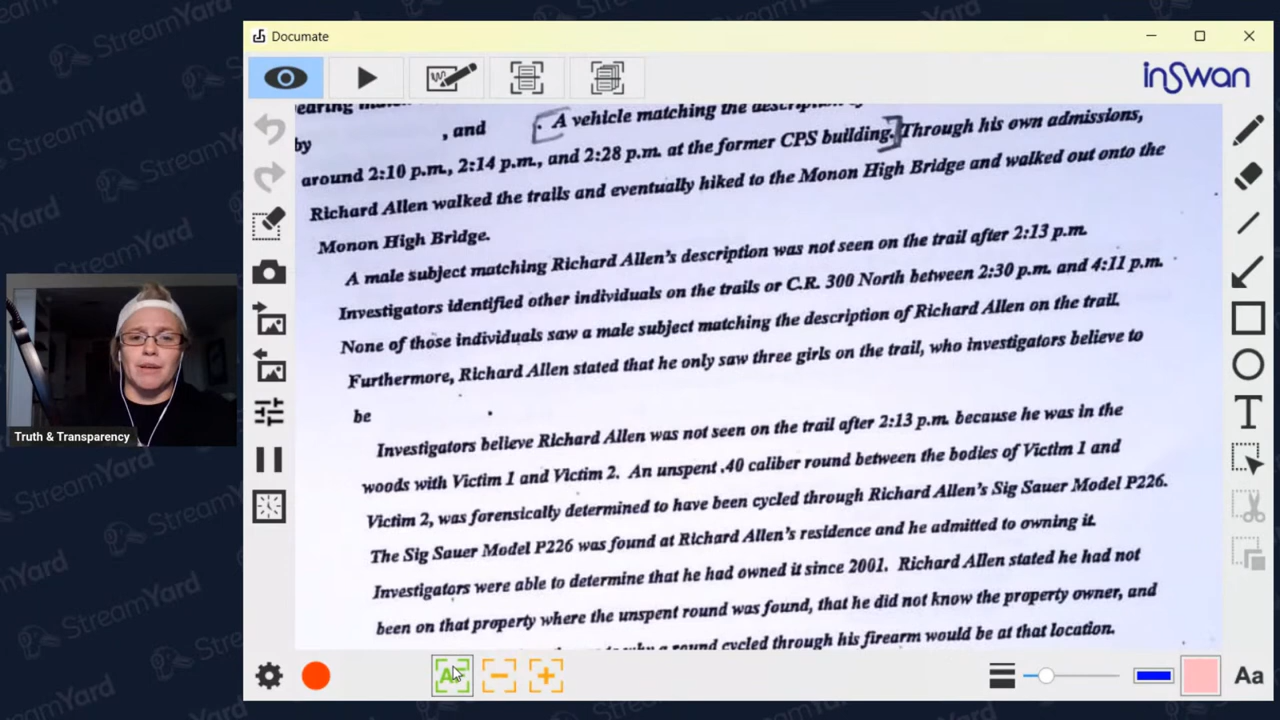 StreamYard
Documate
inSwan
by , and [. A vehicle matching the
around 2:10 p.m., 2:14 p.m., and 2:28 p.m. at the former CPS building.] Through his own admissions,
Richard Allen walked the trails and eventually hiked to the Monon High Bridge and walked out onto the
Monon High Bridge.
A male subject matching Richard Allen's description was not seen on the trail after 2:13 p.m.
Investigators identified other individuals on the trails or C.R. 300 North between 2:30 p.m. and 4:11 p.m.
None of those individuals saw a male subject matching the description of Richard Allen on the trail.
Furthermore, Richard Allen stated that he only saw three girls on the trail, who investigators believe to
be .
Investigators believe Richard Allen was not seen on the trail after 2:13 p.m. because he was in the
woods with Victim 1 and Victim 2. An unspent .40 caliber round between the bodies of Victim 1 and
Victim 2, was forensically determined to have been cycled through Richard Allen's Sig Sauer Model P226.
The Sig Sauer Model P226 was found at Richard Allen's residence and he admitted to owning it.
Investigators were able to determine that he had owned it since 2001. Richard Allen stated he had not
been on that property where the unspent round was found, that he did not know the property owner, and
round cycled through his firearm would be at that location.
Truth & Transparency
T
Aa